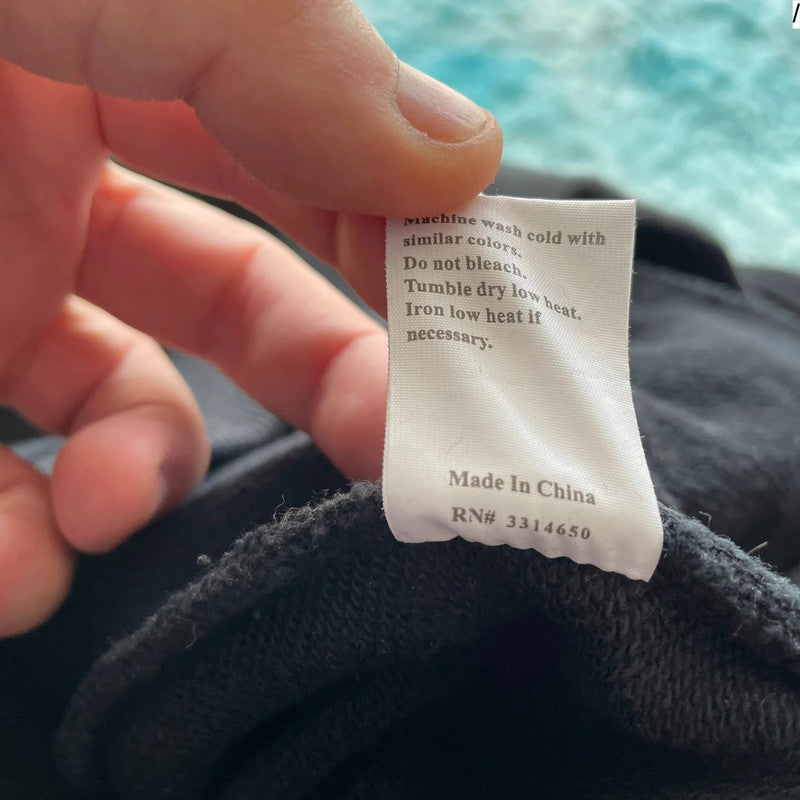 Machine wash cold with
similar colors.
Do not bleach.
Tumble dry low heat.
Iron low heat if
necessary.
Made In China
RN# 3314650